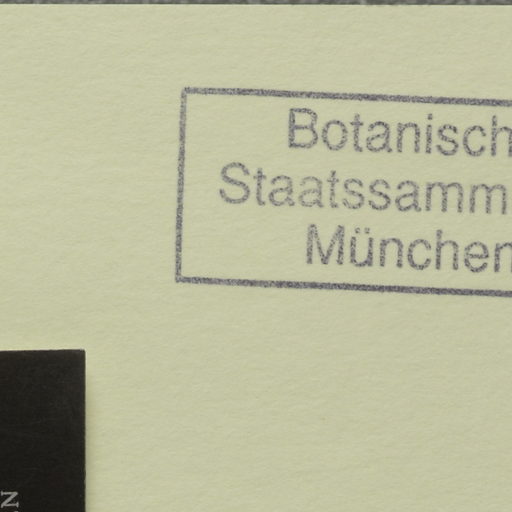 Botanisch
Staatssamm
München
N